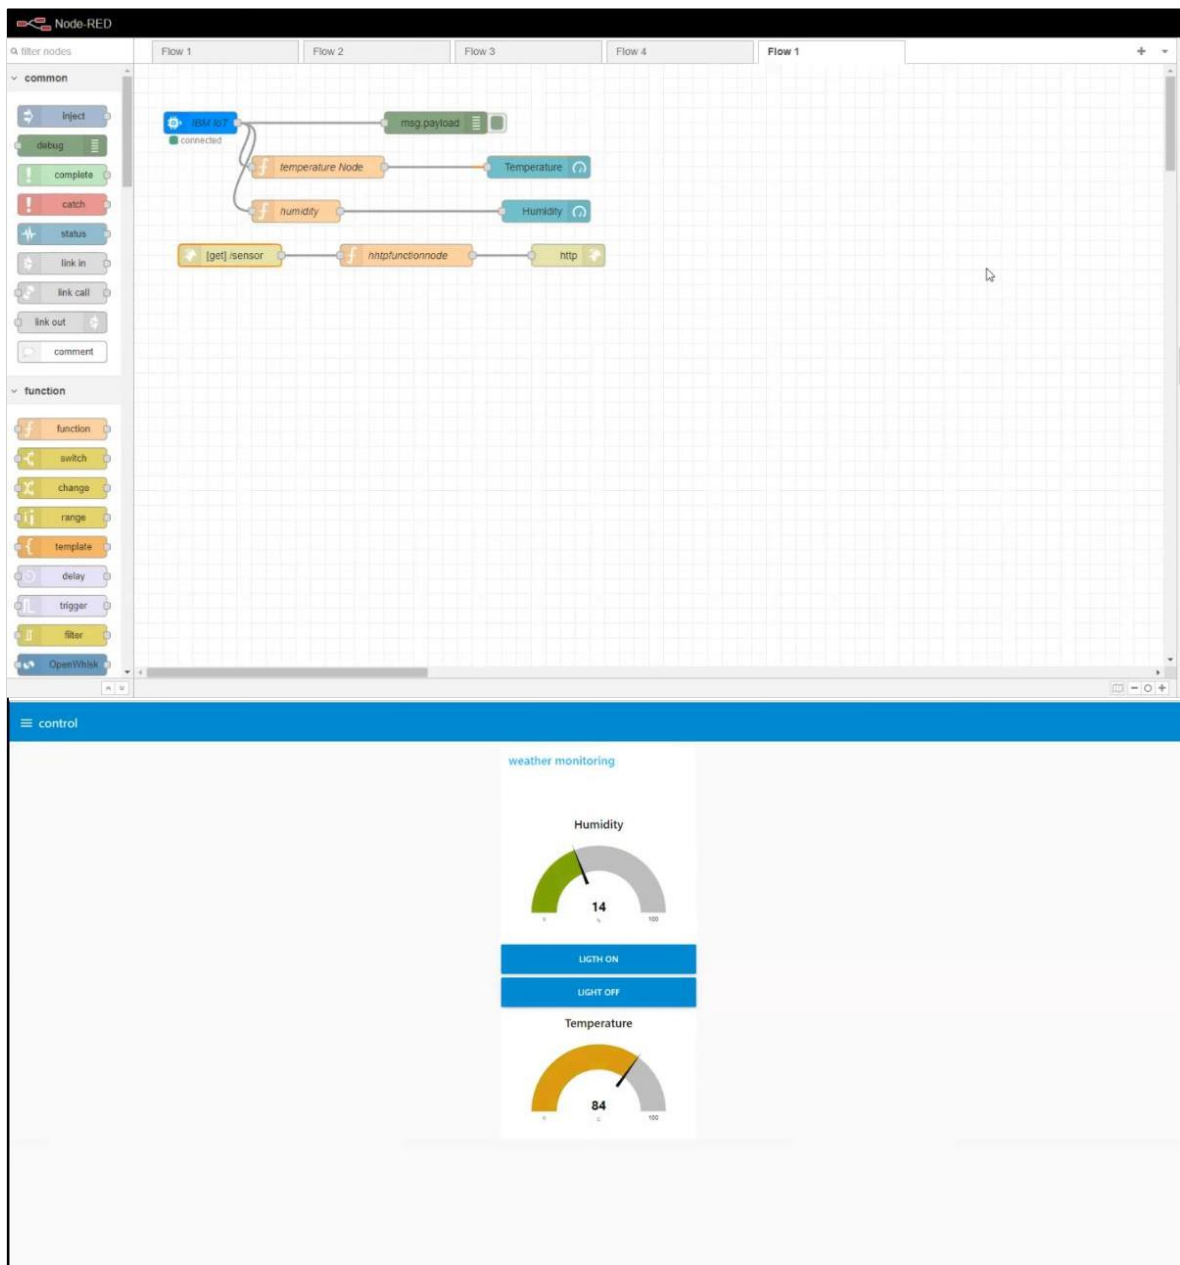 Node-RED
filter nodes
Flow 1
Flow 2
Flow 3
Flow 4
Flow 1
common
inject
debug
complete
catch
status
link in
link call
link out
comment
function
function
switch
change
range
template
delay
trigger
filter
OpenWhisk
IBM IoT
connected
msg.payload
temperature Node
Temperature
humidity
Humidity
[get] /sensor
hhtpfunctionnode
http
control
weather monitoring
Humidity
14
100
LIGTH ON
LIGHT OFF
Temperature
84
100